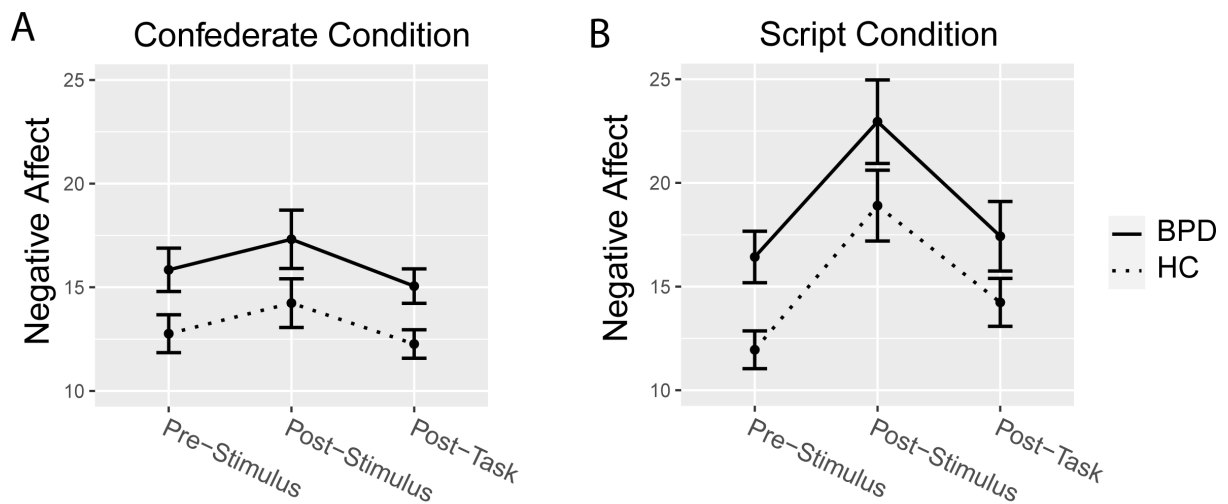 A
Confederate Condition
Negative Affect
25
20
15
10
Pre−Stimulus
Post−Stimulus
Post−Task
B
Script Condition
Negative Affect
25
20
15
10
Pre−Stimulus
Post−Stimulus
Post−Task
BPD
HC